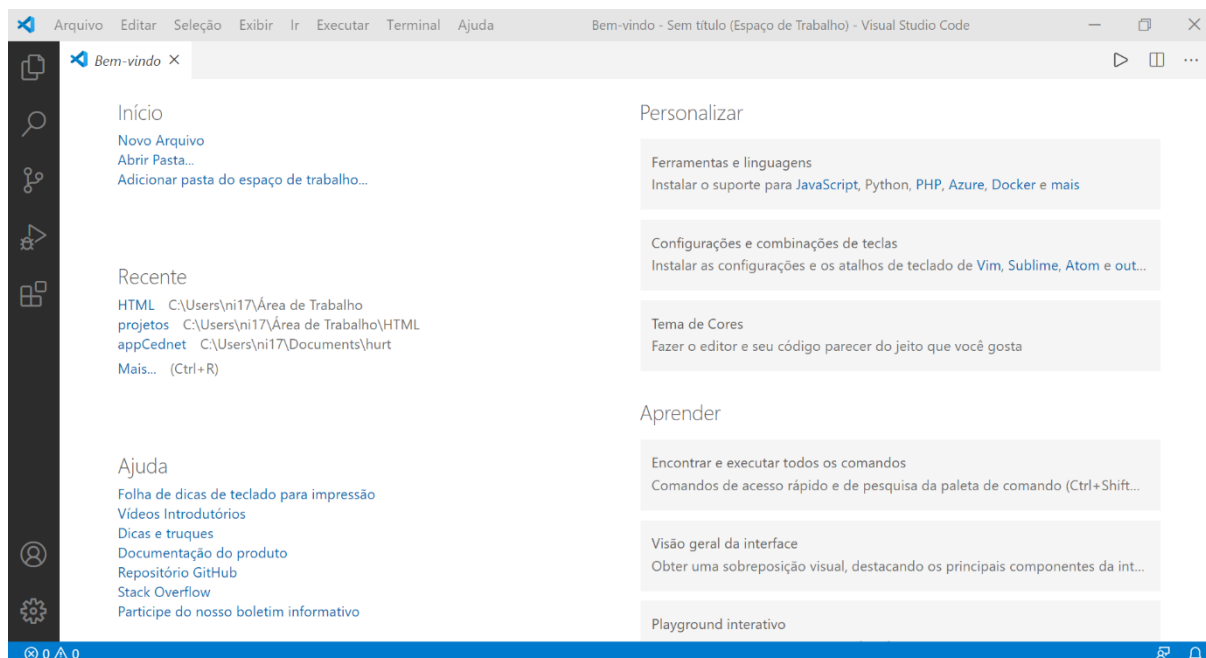 Arquivo Editar Seleção Exibir Ir Executar Terminal Ajuda Bem-vindo - Sem título (Espaço de Trabalho) - Visual Studio Code
Bem-vindo
Início
Novo Arquivo
Abrir Pasta...
Adicionar pasta do espaço de trabalho...
Recente
HTML C:\Users\ni17\Área de Trabalho
projetos C:\Users\ni17\Área de Trabalho\HTML
appCednet C:\Users\ni17\Documents\hurt
Mais... (Ctrl+R)
Ajuda
Folha de dicas de teclado para impressão
Vídeos Introdutórios
Dicas e truques
Documentação do produto
Repositório GitHub
Stack Overflow
Participe do nosso boletim informativo
Personalizar
Ferramentas e linguagens
Instalar o suporte para JavaScript, Python, PHP, Azure, Docker e mais
Configurações e combinações de teclas
Instalar as configurações e os atalhos de teclado de Vim, Sublime, Atom e out...
Tema de Cores
Fazer o editor e seu código parecer do jeito que você gosta
Aprender
Encontrar e executar todos os comandos
Comandos de acesso rápido e de pesquisa da paleta de comando (Ctrl+Shift...
Visão geral da interface
Obter uma sobreposição visual, destacando os principais componentes da int...
Playground interativo
0 0